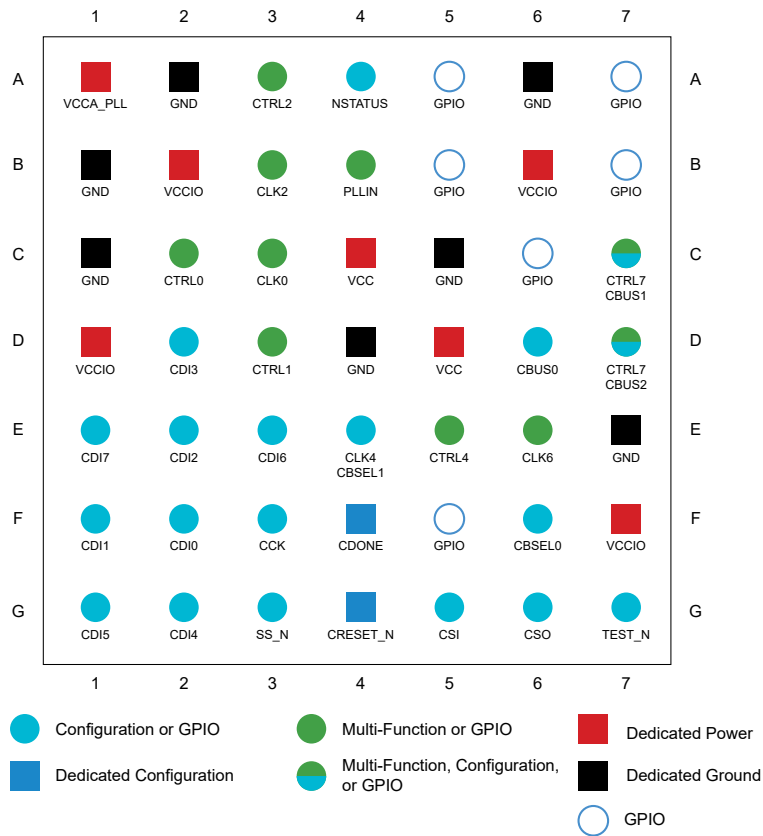 1 2 3 4 5 6 7
A A
VCCA_PLL GND CTRL2 NSTATUS GPIO GND GPIO
B B
GND VCCIO CLK2 PLLIN GPIO VCCIO GPIO
C C
GND CTRL0 CLK0 VCC GND GPIO CTRL7
CBUS1
D D
VCCIO CDI3 CTRL1 GND VCC CBUS0 CTRL7
CBUS2
E E
CDI7 CDI2 CDI6 CLK4 CTRL4 CLK6 GND
CBSEL1
F F
CDI1 CDI0 CCK CDONE GPIO CBSEL0 VCCIO
G G
CDI5 CDI4 SS_N CRESET_N CSI CSO TEST_N
1 2 3 4 5 6 7
Configuration or GPIO
Dedicated Configuration
Multi-Function or GPIO
Multi-Function, Configuration,
or GPIO
Dedicated Power
Dedicated Ground
GPIO